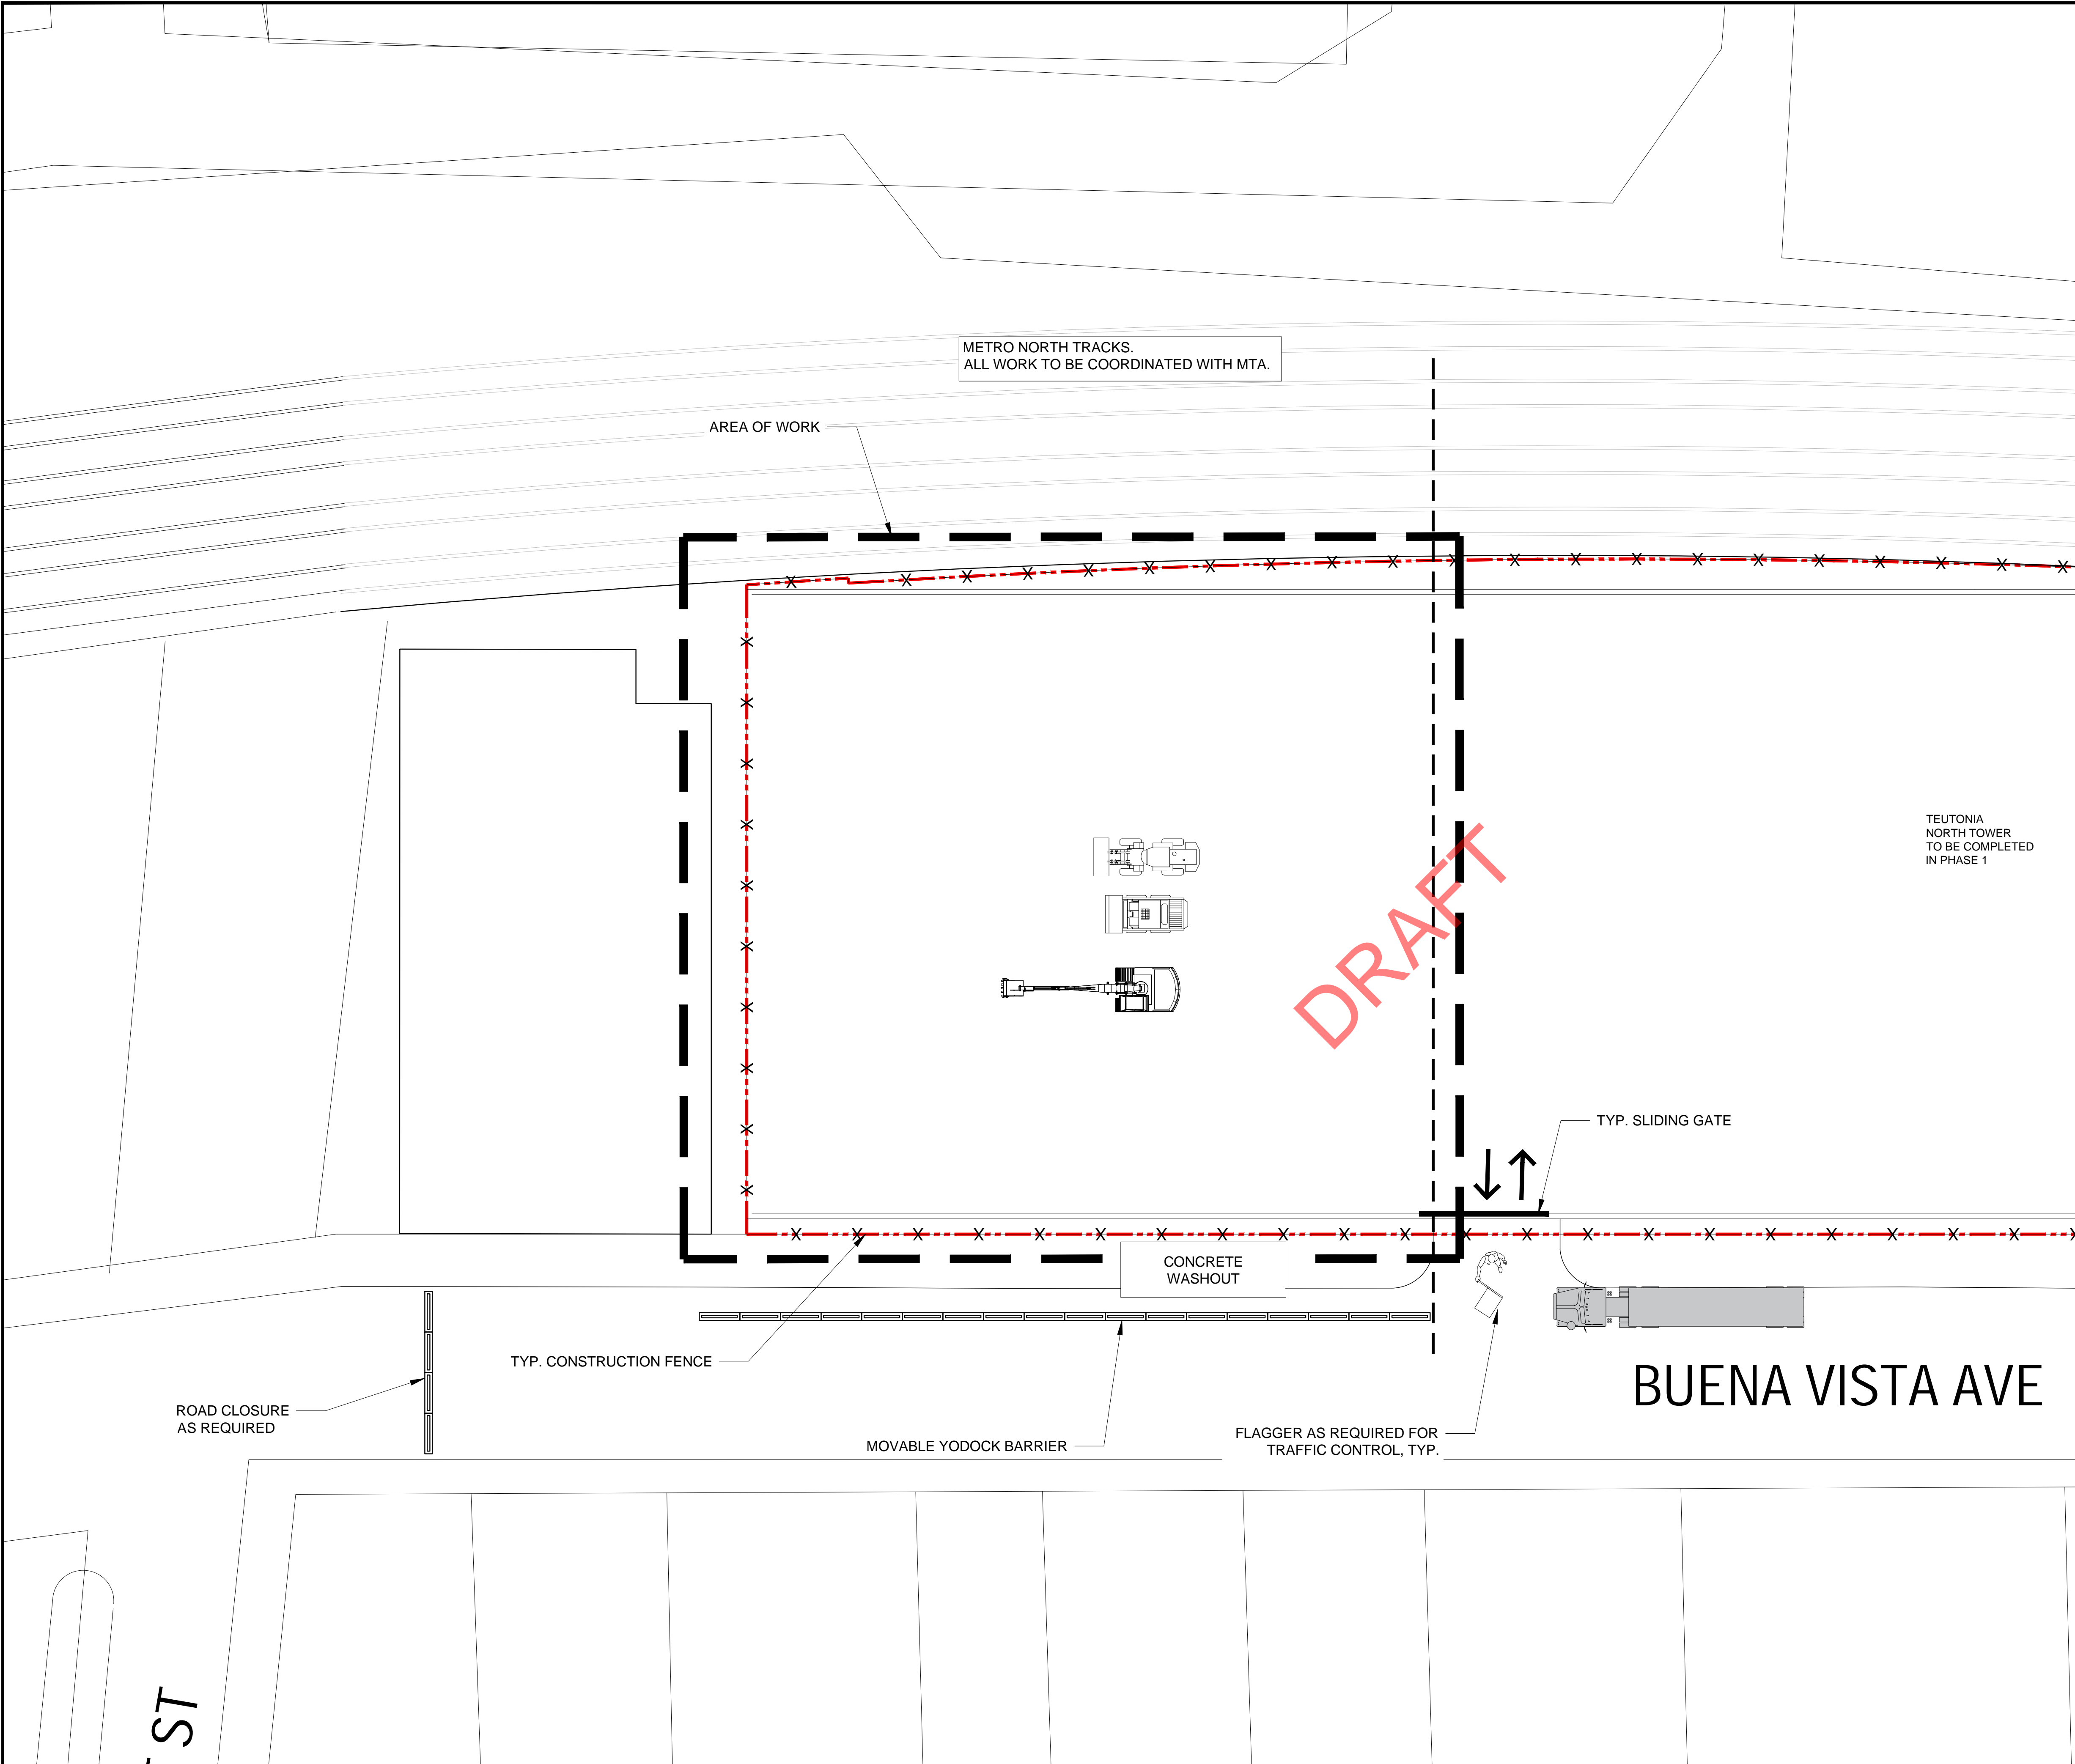 METRO NORTH TRACKS.
ALL WORK TO BE COORDINATED WITH MTA.
AREA OF WORK
TEUTONIA
NORTH TOWER
TO BE COMPLETED
IN PHASE 1
DRAFT
TYP. SLIDING GATE
CONCRETE
WASHOUT
TYP. CONSTRUCTION FENCE
ROAD CLOSURE
AS REQUIRED
MOVABLE YODOCK BARRIER
FLAGGER AS REQUIRED FOR
TRAFFIC CONTROL, TYP.
BUENA VISTA AVE
ST